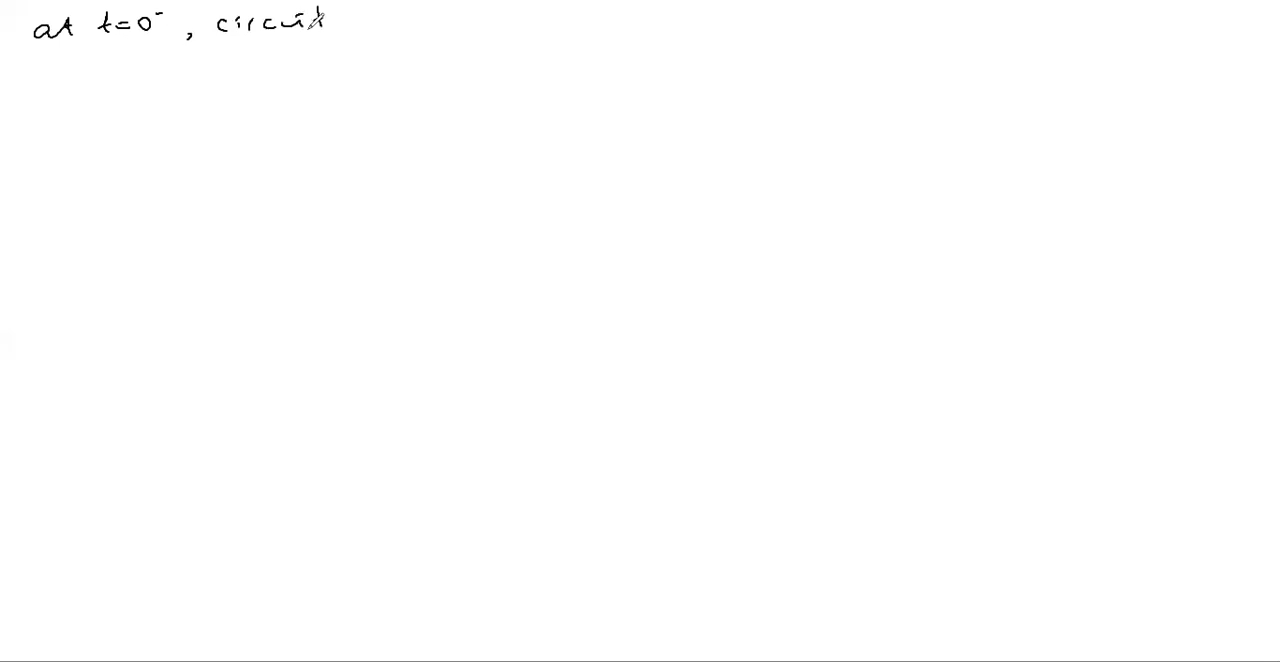 at t=0⁻, circuit